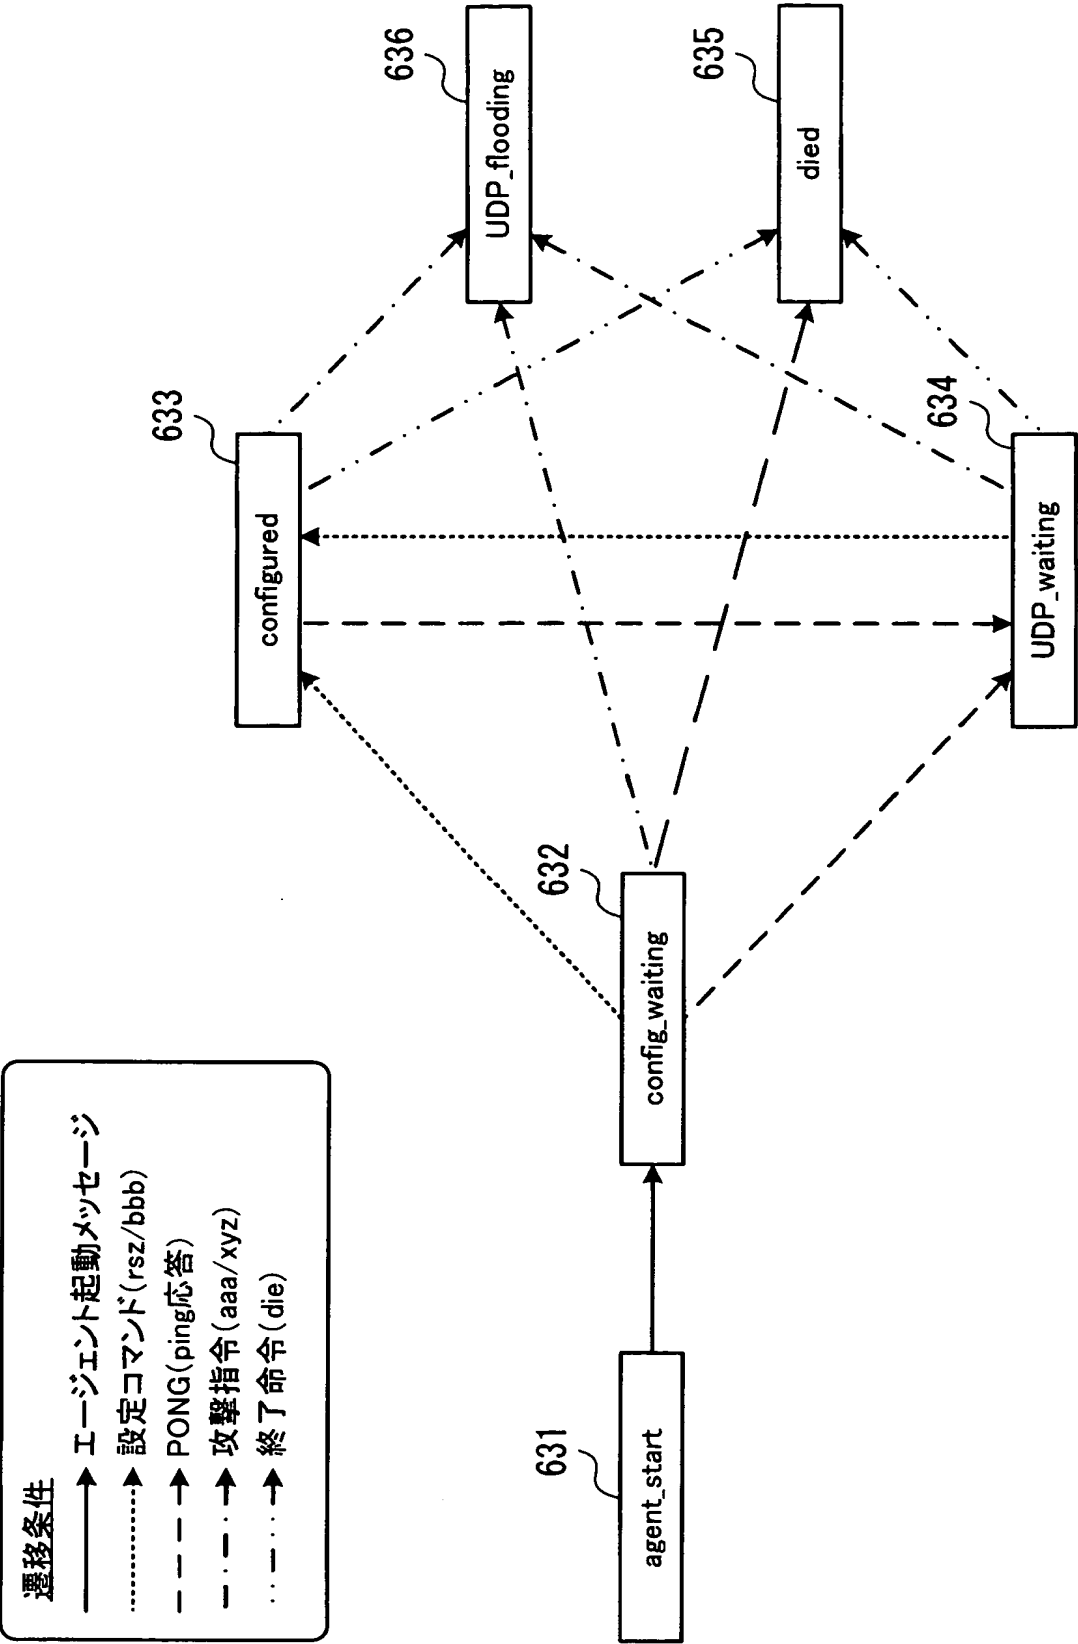 遷移条件
エージェント起動メッセージ
設定コマンド(rsz/bbb)
PONG(ping応答)
攻撃指令(aaa/xyz)
終了命令(die)
631
agent_start
632
config_waiting
633
configured
634
UDP_waiting
636
UDP_flooding
635
died